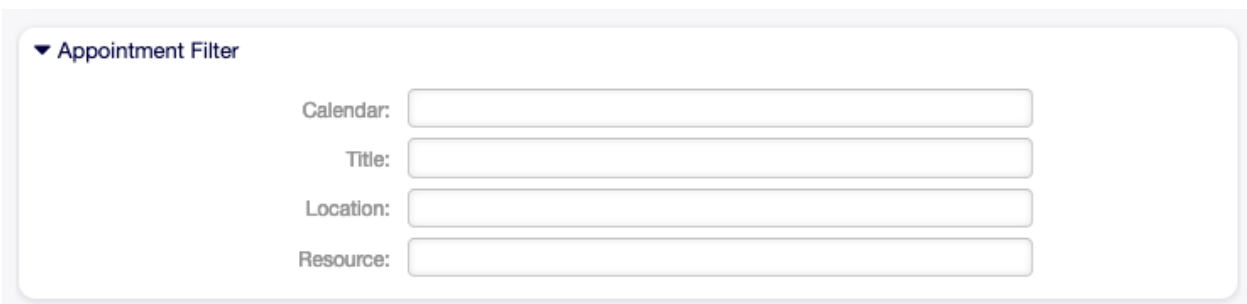 Appointment Filter
Calendar:
Title:
Location:
Resource: